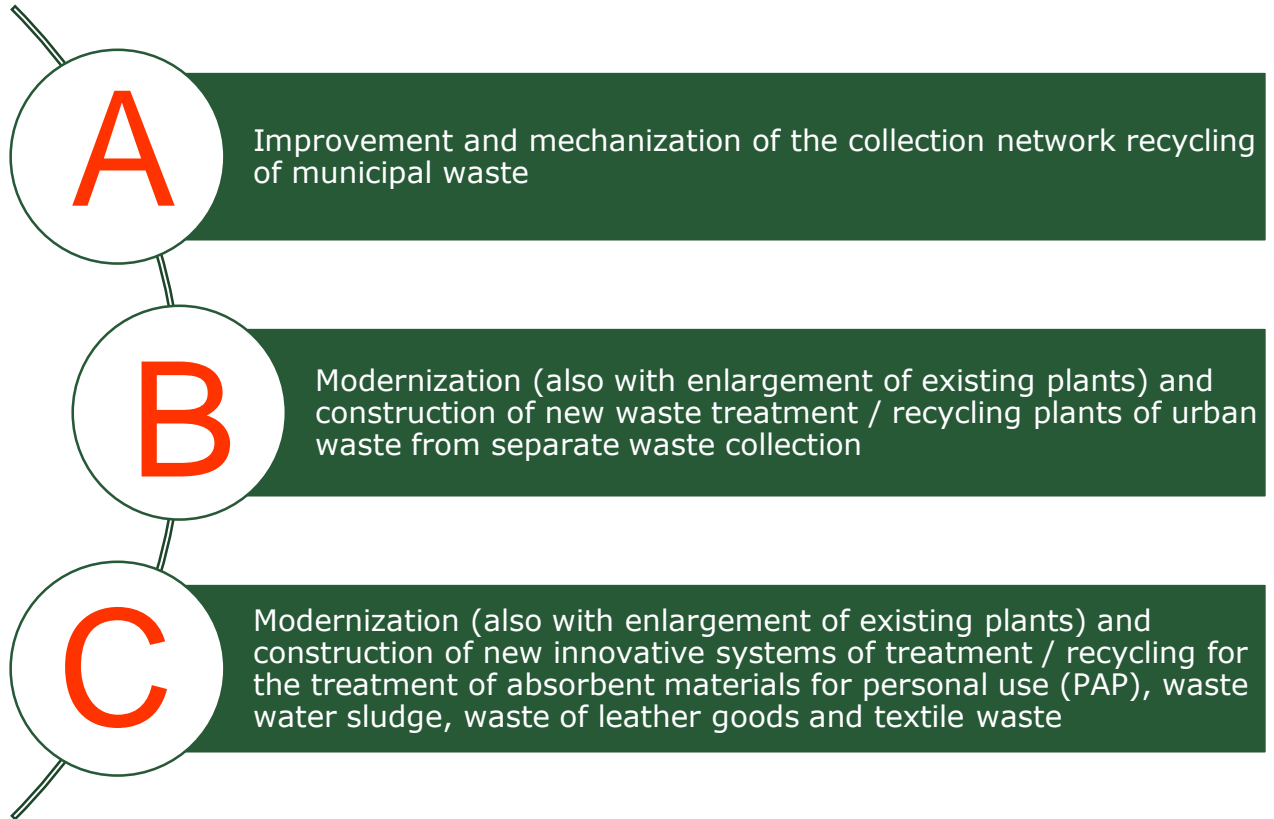 A
Improvement and mechanization of the collection network recycling
of municipal waste
B
Modernization (also with enlargement of existing plants) and
construction of new waste treatment / recycling plants of urban
waste from separate waste collection
C
Modernization (also with enlargement of existing plants) and
construction of new innovative systems of treatment / recycling for
the treatment of absorbent materials for personal use (PAP), waste
water sludge, waste of leather goods and textile waste